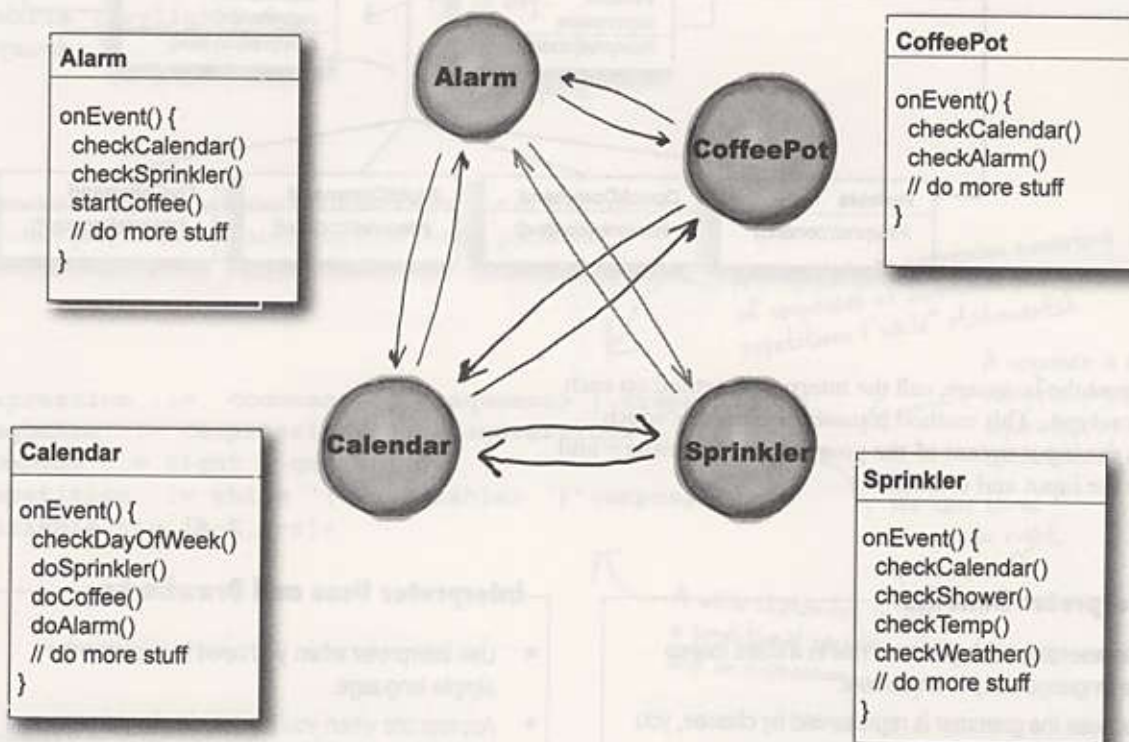 Alarm
onEvent() {
checkCalendar()
checkSprinkler()
startCoffee()
// do more stuff
}
Alarm
CoffeePot
CoffeePot
onEvent() {
checkCalendar()
checkAlarm()
// do more stuff
}
Calendar
Sprinkler
Calendar
onEvent() {
checkDayOfWeek()
doSprinkler()
doCoffee()
doAlarm()
// do more stuff
}
Sprinkler
onEvent() {
checkCalendar()
checkShower()
checkTemp()
checkWeather()
// do more stuff
}